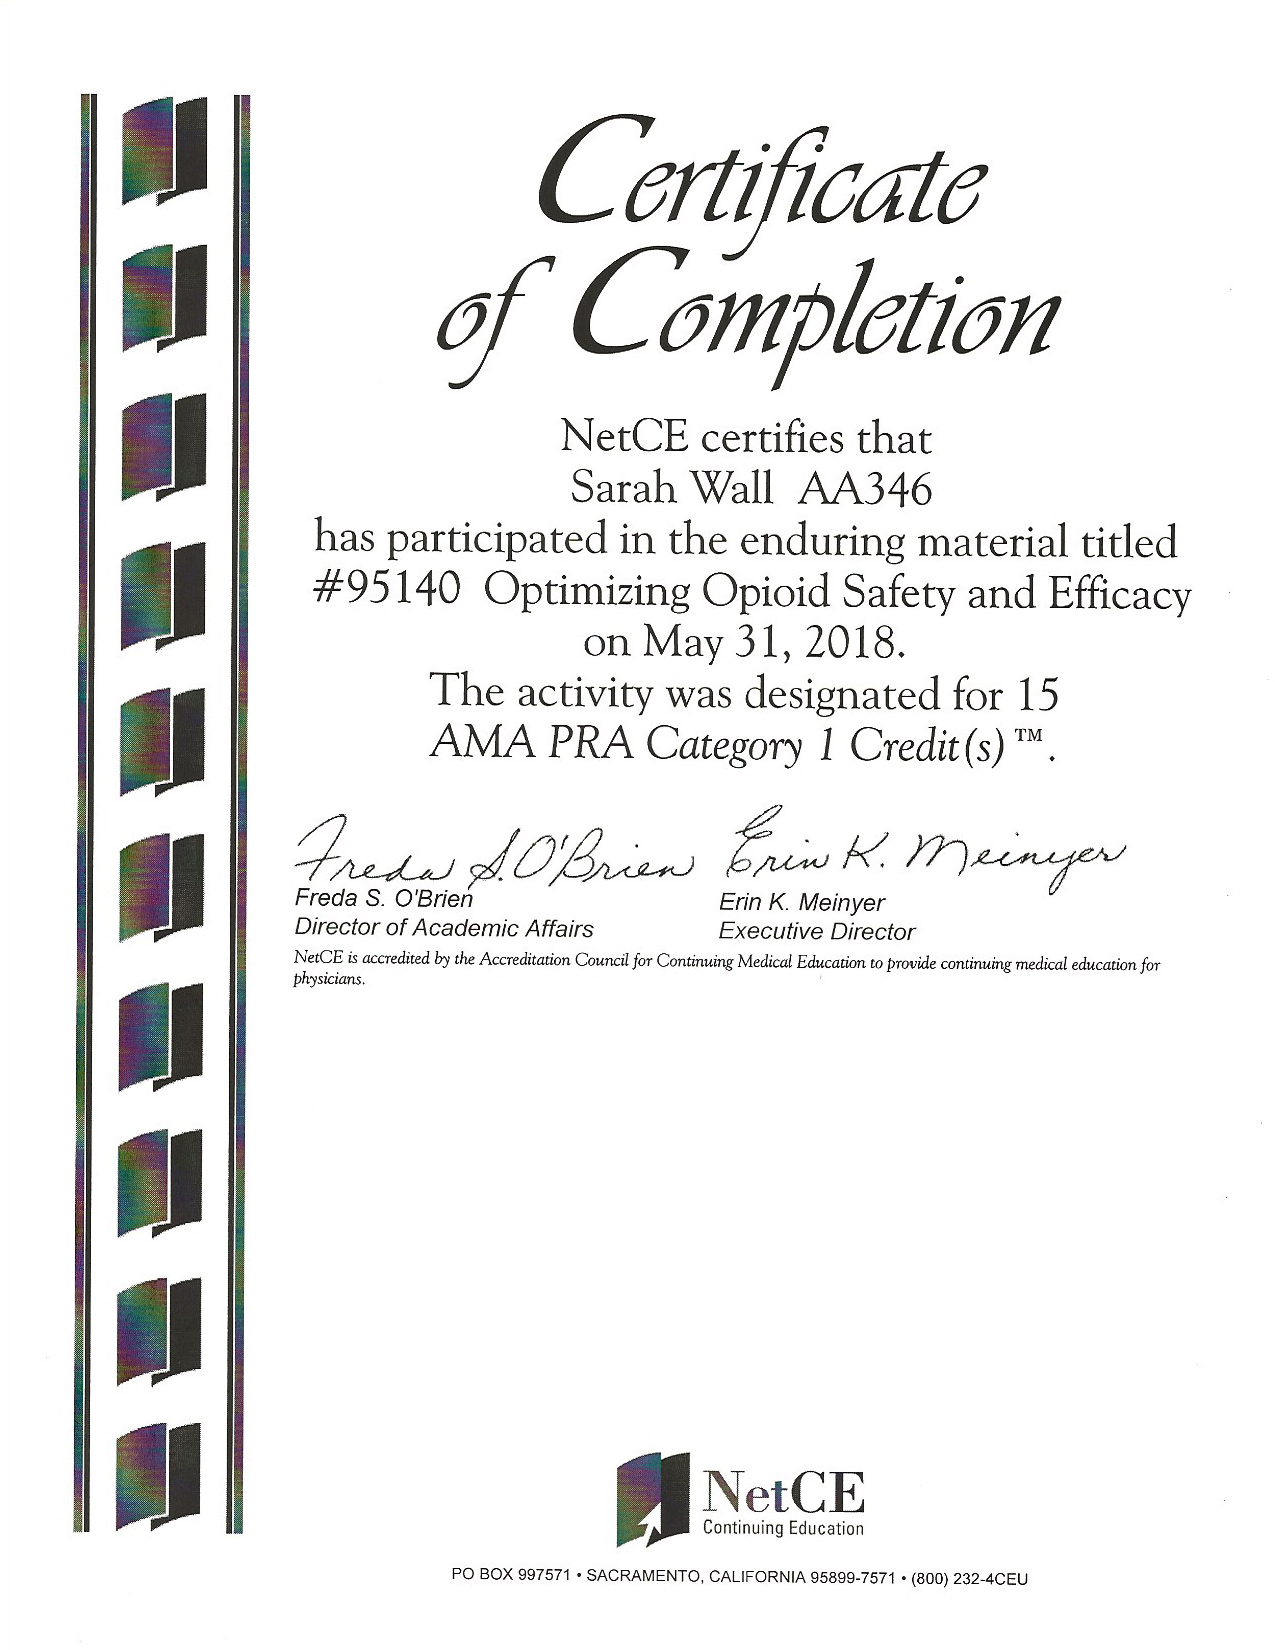 Certificate
of Completion
NetCE certifies that
Sarah Wall AA346
has participated in the enduring material titled
#95140 Optimizing Opioid Safety and Efficacy
on May 31, 2018.
The activity was designated for 15
AMA PRA Category 1 Credit(s)™.
Freda S. O'Brien Erin K. Meinyer
Freda S. O'Brien Erin K. Meinyer
Director of Academic Affairs Executive Director
NetCE is accredited by the Accreditation Council for Continuing Medical Education to provide continuing medical education for
physicians.
NetCE
Continuing Education
PO BOX 997571 • SACRAMENTO, CALIFORNIA 95899-7571 • (800) 232-4CEU